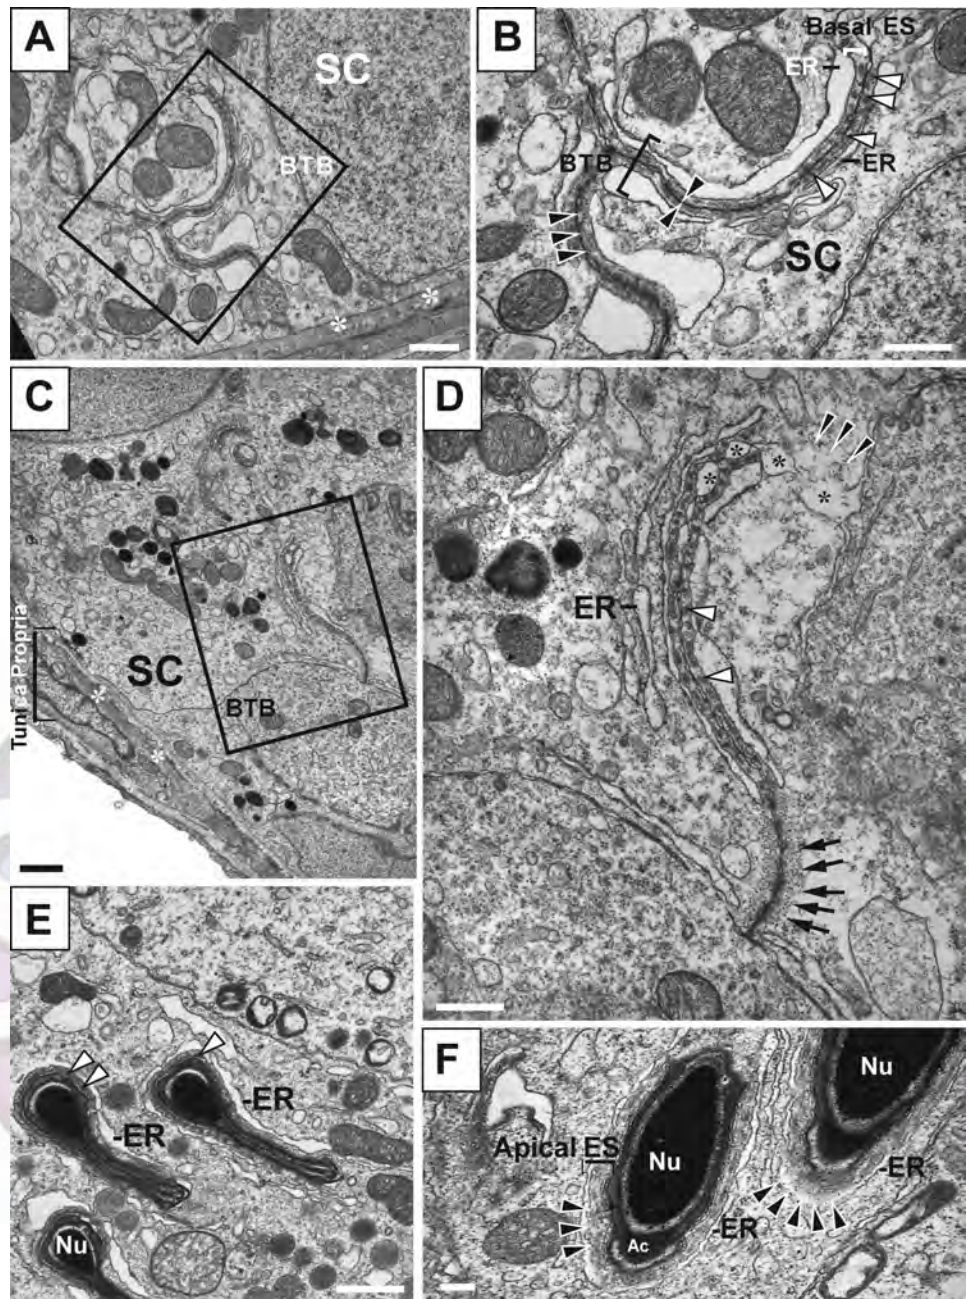 A
SC
BTB
*
*
B
Basal ES
ER
BTB
ER
SC
C
Tunica Propria
SC
BTB
*
*
D
*
*
*
*
ER
E
-ER
-ER
Nu
F
Nu
Apical ES
Nu
-ER
-ER
Ac